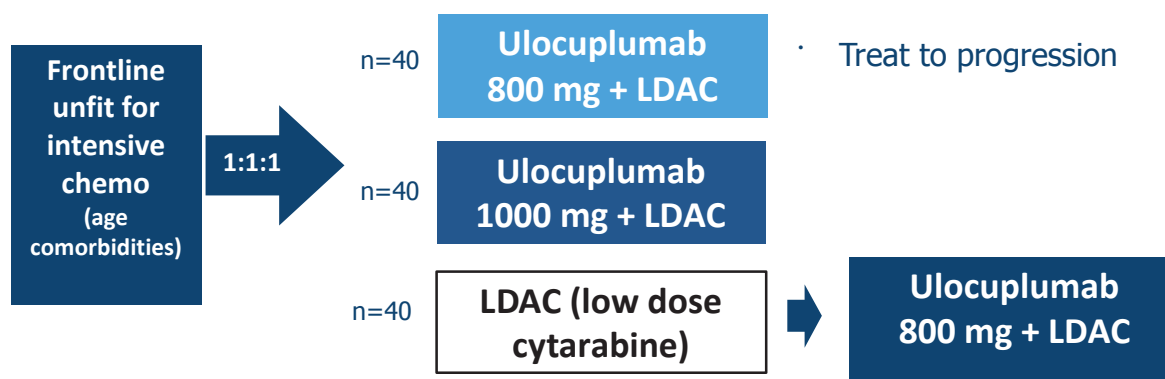 Frontline
unfit for
intensive
chemo
(age
comorbidities)
1:1:1
n=40
Ulocuplumab
800 mg + LDAC
· Treat to progression
n=40
Ulocuplumab
1000 mg + LDAC
n=40
LDAC (low dose
cytarabine)
Ulocuplumab
800 mg + LDAC